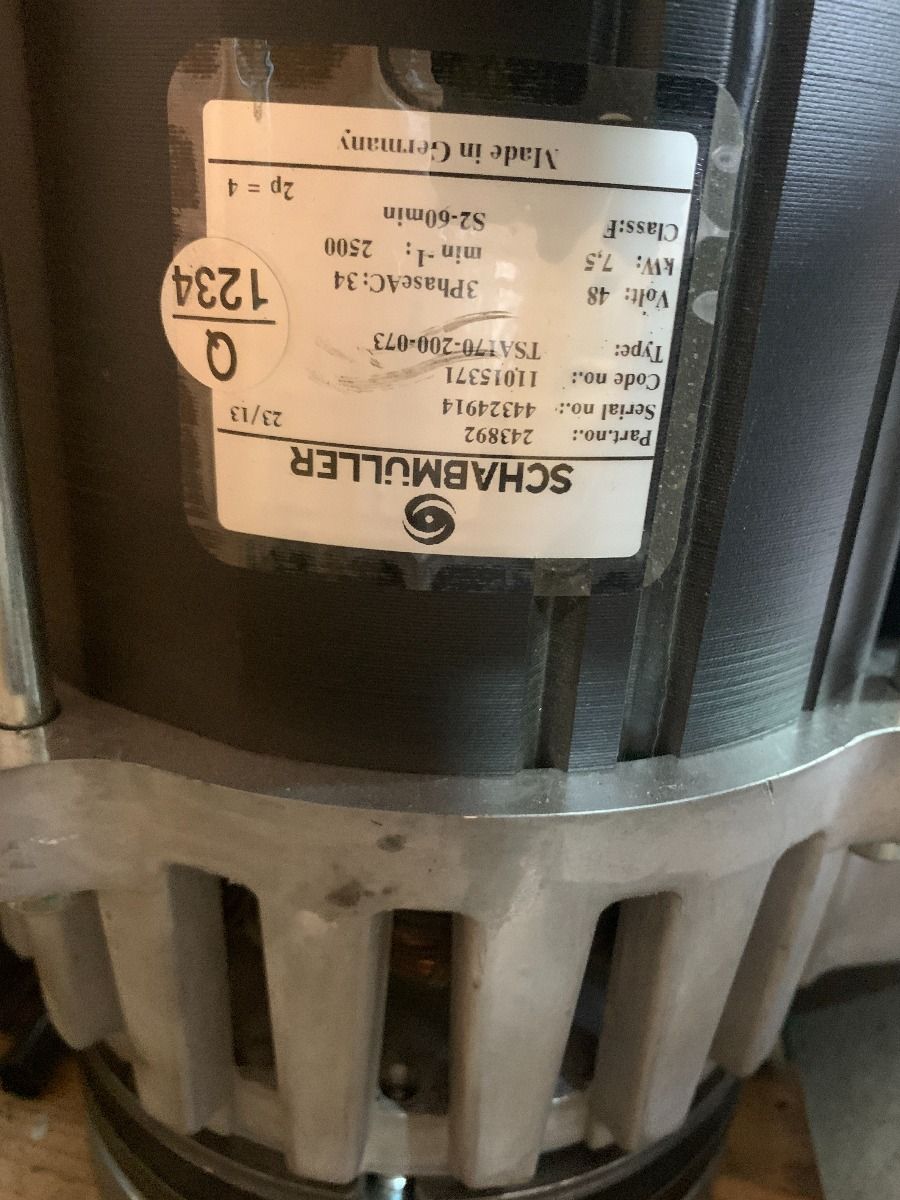 SCHABMÜLLER
Part.no.: 243892 23/13
Serial no.: 44324914
Code no.: 11015371
Type: TSA170-200-073
Volt: 48 3PhaseAC: 34
kW: 7,5 min -1: 2500
Class:F S2-60min
2p = 4
Made in Germany
Q
1234